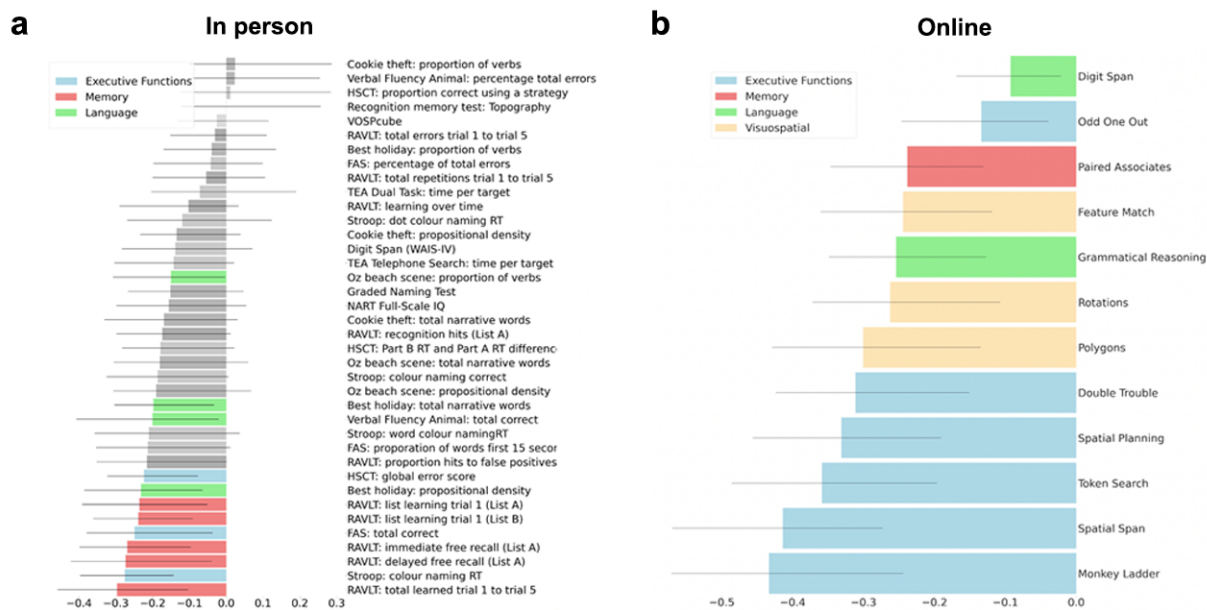 a
In person
Executive Functions
Memory
Language
Cookie theft: proportion of verbs
Verbal Fluency Animal: percentage total errors
HSCT: proportion correct using a strategy
Recognition memory test: Topography
VOSPcube
RAVLT: total errors trial 1 to trial 5
Best holiday: proportion of verbs
FAS: percentage of total errors
RAVLT: total repetitions trial 1 to trial 5
TEA Dual Task: time per target
RAVLT: learning over time
Stroop: dot colour naming RT
Cookie theft: propositional density
Digit Span (WAIS-IV)
TEA Telephone Search: time per target
Oz beach scene: proportion of verbs
Graded Naming Test
NART Full-Scale IQ
Cookie theft: total narrative words
RAVLT: recognition hits (List A)
HSCT: Part B RT and Part A RT differenc
Oz beach scene: total narrative words
Stroop: colour naming correct
Oz beach scene: propositional density
Best holiday: total narrative words
Verbal Fluency Animal: total correct
Stroop: word colour namingRT
FAS: proporation of words first 15 secor
RAVLT: proportion hits to false positives
HSCT: global error score
Best holiday: propositional density
RAVLT: list learning trial 1 (List A)
RAVLT: list learning trial 1 (List B)
FAS: total correct
RAVLT: immediate free recall (List A)
RAVLT: delayed free recall (List A)
Stroop: colour naming RT
RAVLT: total learned trial 1 to trial 5
−0.4 −0.3 −0.2 −0.1 0.0 0.1 0.2 0.3
b
Online
Executive Functions
Memory
Language
Visuospatial
Digit Span
Odd One Out
Paired Associates
Feature Match
Grammatical Reasoning
Rotations
Polygons
Double Trouble
Spatial Planning
Token Search
Spatial Span
Monkey Ladder
−0.5 −0.4 −0.3 −0.2 −0.1 0.0